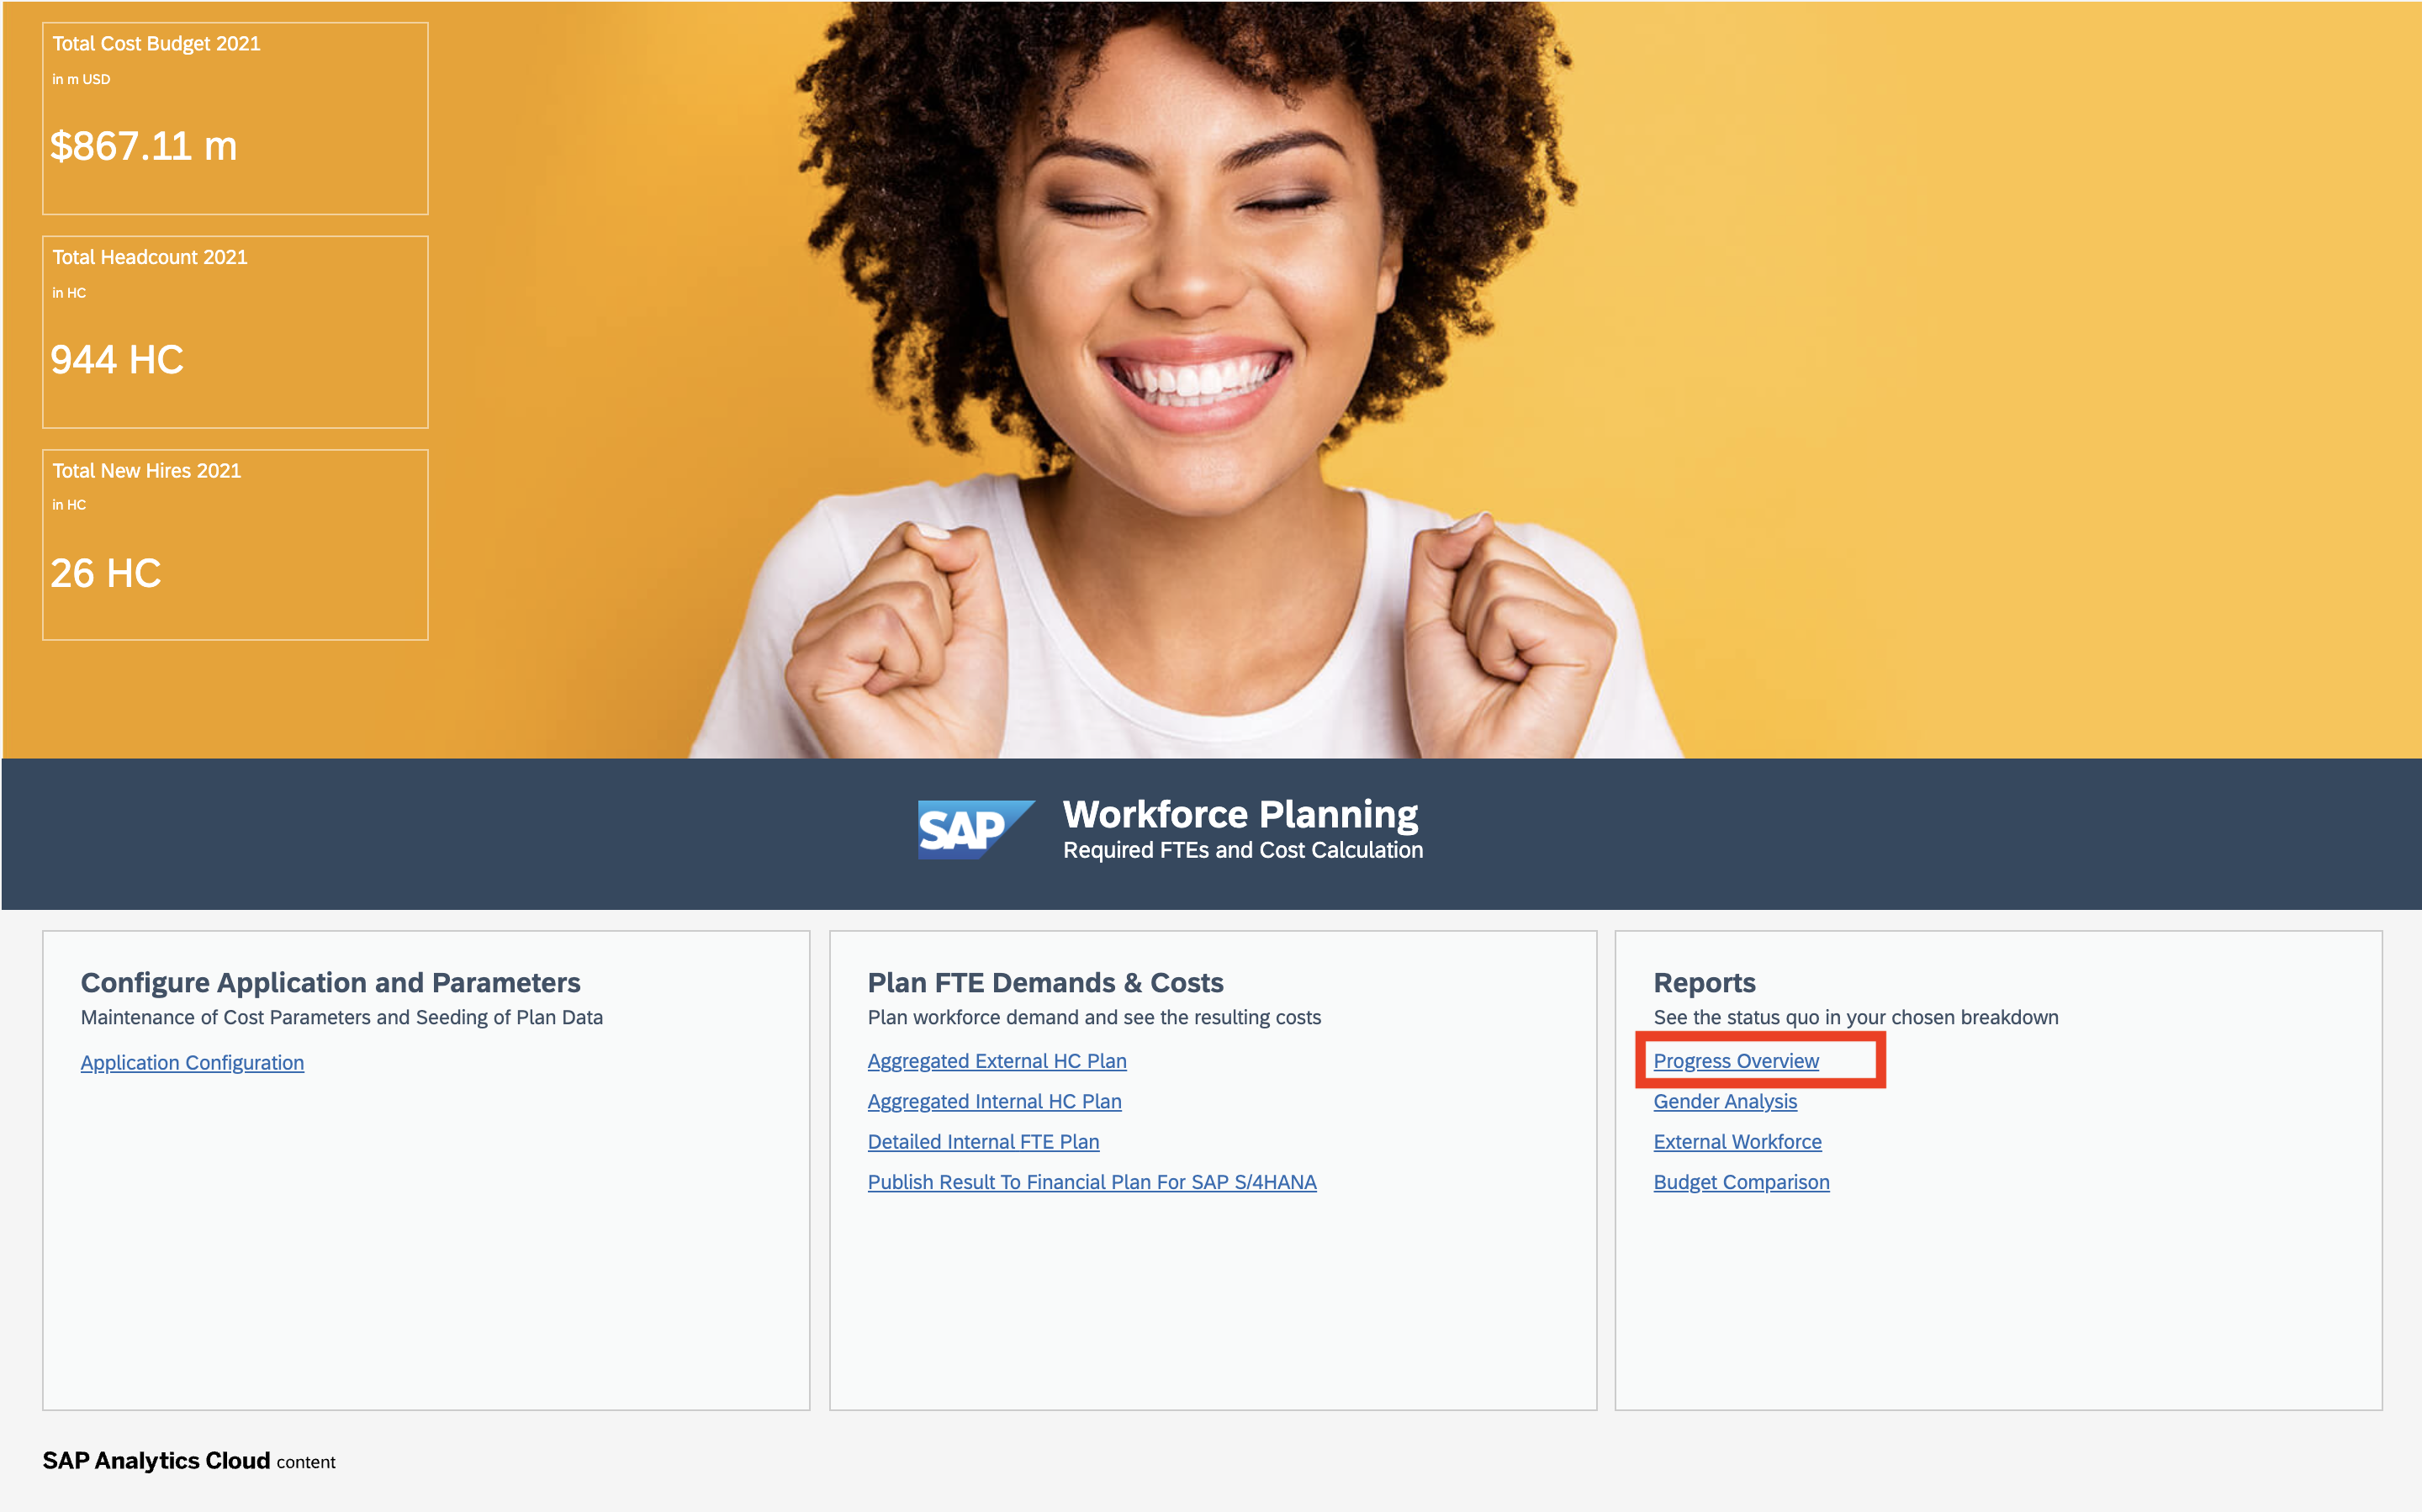 Total Cost Budget 2021
in m USD
$867.11 m
Total Headcount 2021
in HC
944 HC
Total New Hires 2021
in HC
26 HC
SAP
Workforce Planning
Required FTEs and Cost Calculation
Configure Application and Parameters
Maintenance of Cost Parameters and Seeding of Plan Data
Application Configuration
Plan FTE Demands & Costs
Plan workforce demand and see the resulting costs
Aggregated External HC Plan
Aggregated Internal HC Plan
Detailed Internal FTE Plan
Publish Result To Financial Plan For SAP S/4HANA
Reports
See the status quo in your chosen breakdown
Progress Overview
Gender Analysis
External Workforce
Budget Comparison
SAP Analytics Cloud content